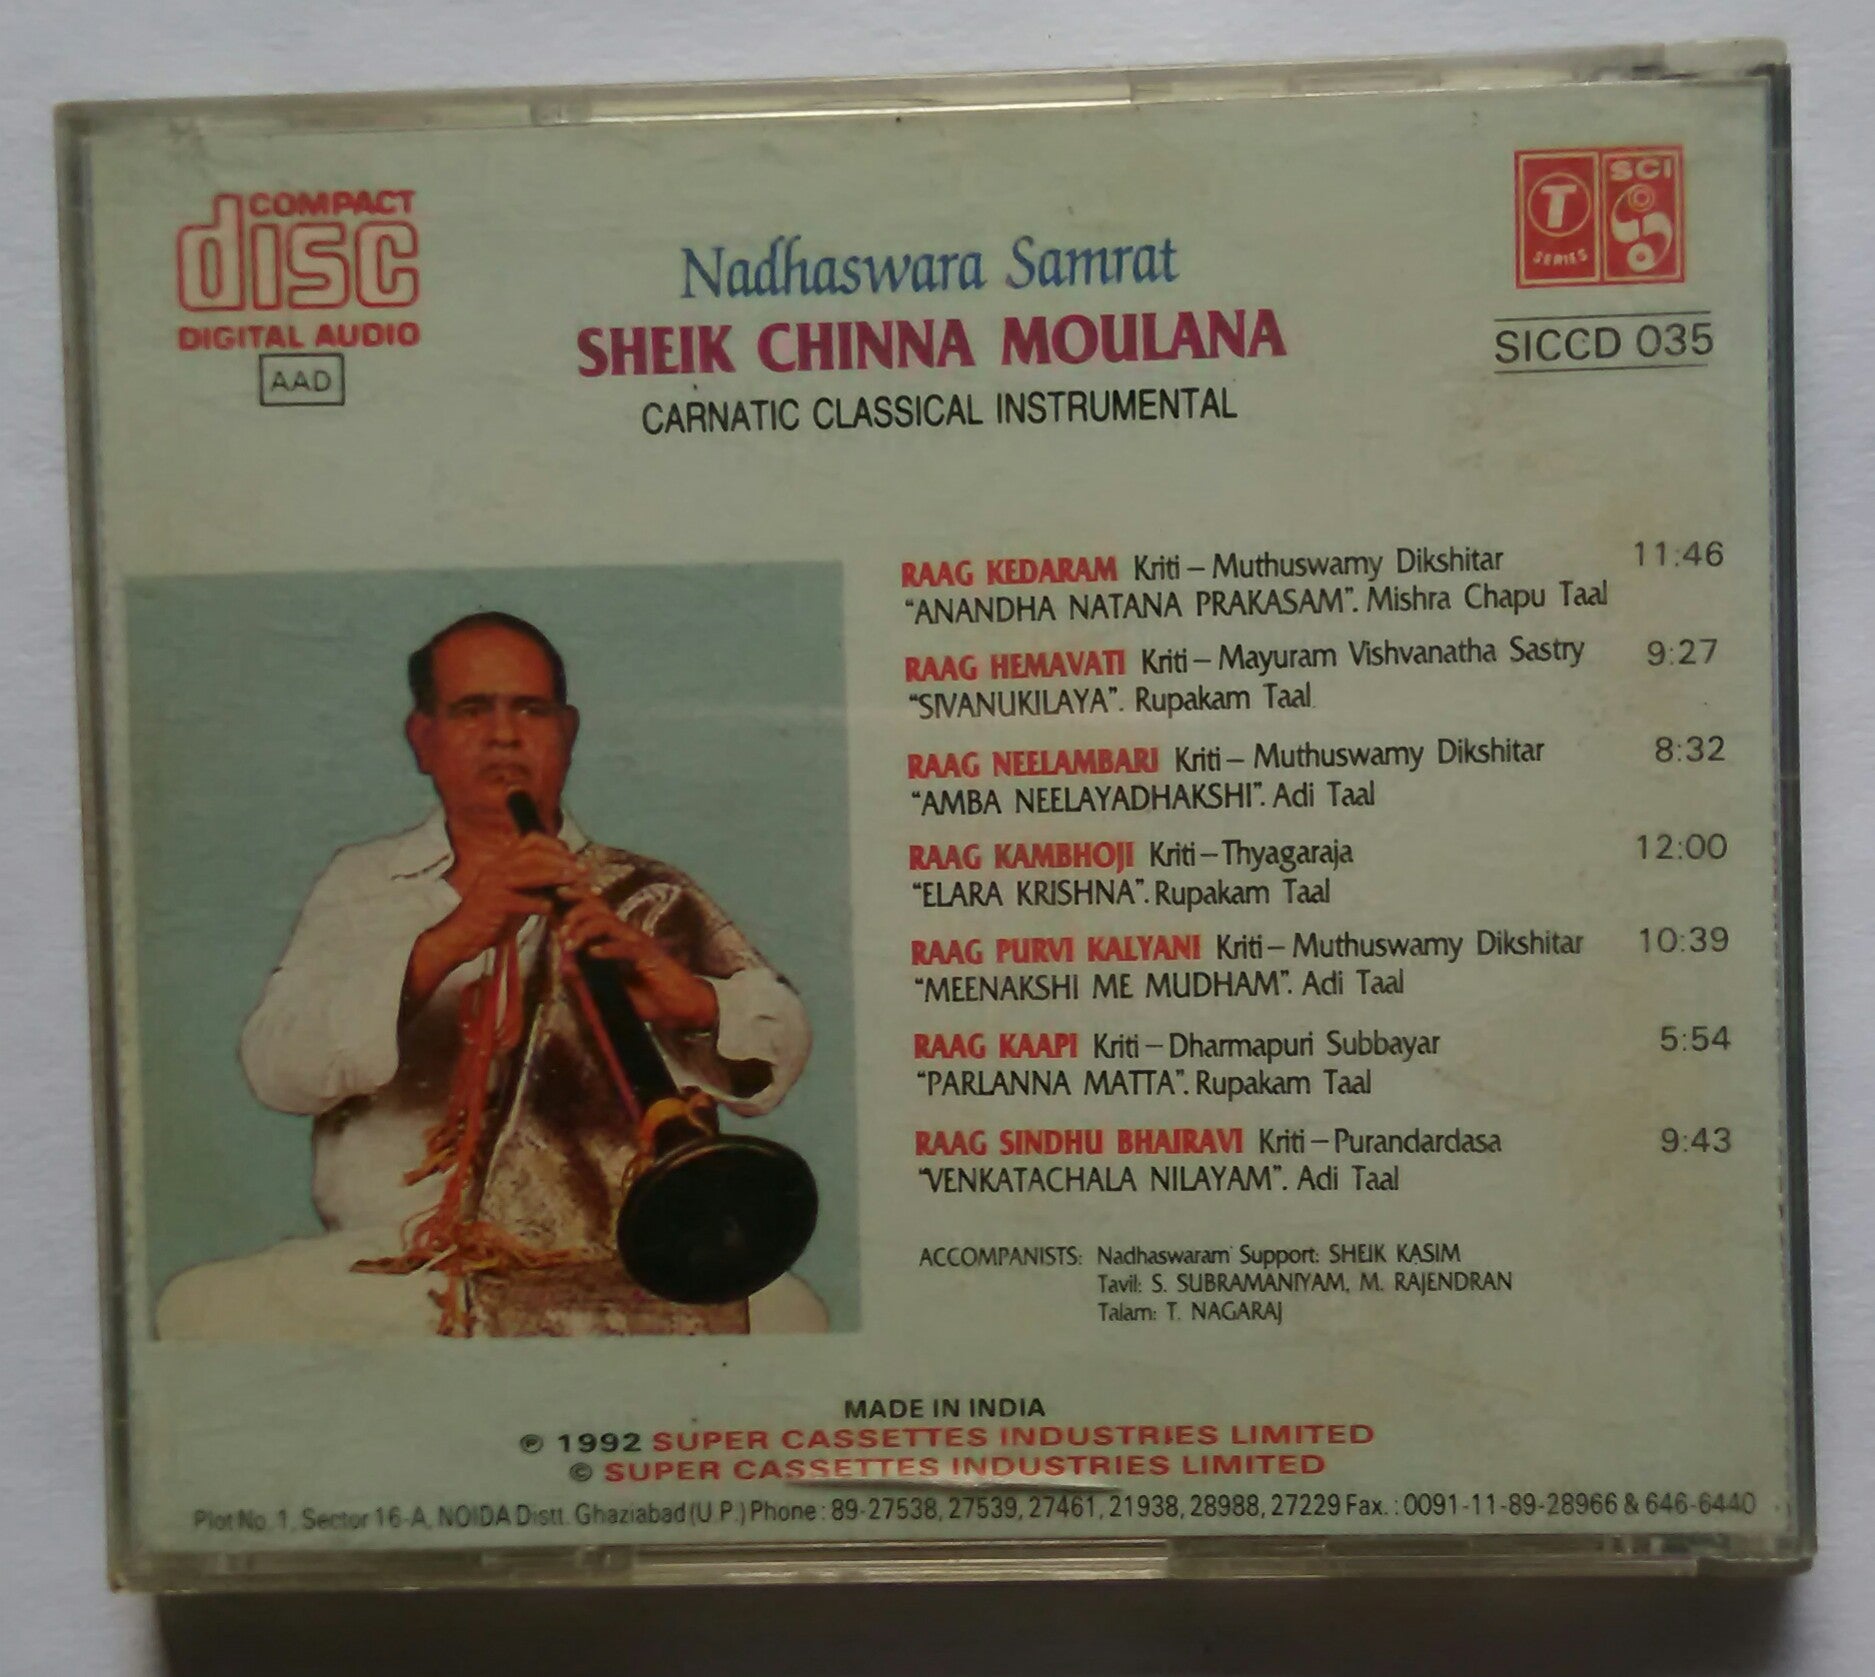 COMPACT
disc
DIGITAL AUDIO
AAD
Nadhaswara Samrat
SHEIK CHINNA MOULANA
CARNATIC CLASSICAL INSTRUMENTAL
T
SERIES
SCI
SICCD 035
RAAG KEDARAM Kriti – Muthuswamy Dikshitar 11:46
"ANANDHA NATANA PRAKASAM". Mishra Chapu Taal
RAAG HEMAVATI Kriti – Mayuram Vishvanatha Sastry 9:27
"SIVANUKILAYA". Rupakam Taal
RAAG NEELAMBARI Kriti – Muthuswamy Dikshitar 8:32
"AMBA NEELAYADHAKSHI". Adi Taal
RAAG KAMBHOJI Kriti – Thyagaraja 12:00
"ELARA KRISHNA". Rupakam Taal
RAAG PURVI KALYANI Kriti – Muthuswamy Dikshitar 10:39
"MEENAKSHI ME MUDHAM". Adi Taal
RAAG KAAPI Kriti – Dharmapuri Subbayar 5:54
"PARLANNA MATTA". Rupakam Taal
RAAG SINDHU BHAIRAVI Kriti – Purandardasa 9:43
"VENKATACHALA NILAYAM". Adi Taal
ACCOMPANISTS: Nadhaswaram Support: SHEIK KASIM
Tavil: S. SUBRAMANIYAM, M. RAJENDRAN
Talam: T. NAGARAJ
MADE IN INDIA
℗ 1992 SUPER CASSETTES INDUSTRIES LIMITED
© SUPER CASSETTES INDUSTRIES LIMITED
Plot No. 1, Sector 16-A, NOIDA Distt. Ghaziabad (U.P.) Phone : 89-27538, 27539, 27461, 21938, 28988, 27229 Fax. : 0091-11-89-28966 & 646-6440